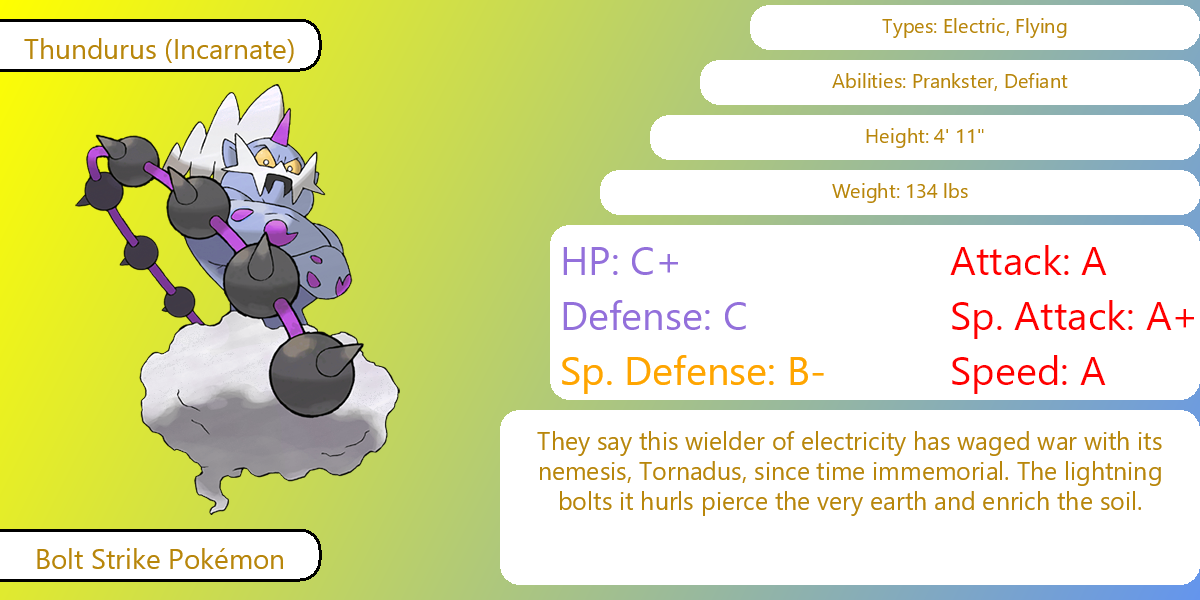 Thundurus (Incarnate)
Types: Electric, Flying
Abilities: Prankster, Defiant
Height: 4' 11"
Weight: 134 lbs
HP: C+
Attack: A
Defense: C
Sp. Attack: A+
Sp. Defense: B-
Speed: A
They say this wielder of electricity has waged war with its
nemesis, Tornadus, since time immemorial. The lightning
bolts it hurls pierce the very earth and enrich the soil.
Bolt Strike Pokémon